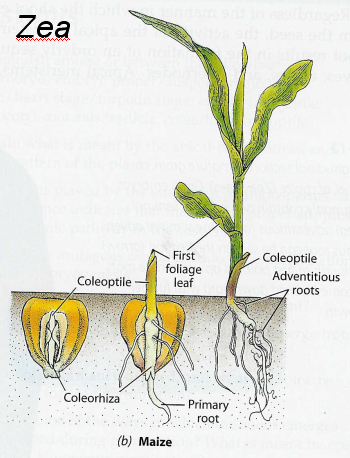 Zea
First
foliage
leaf
Coleoptile
Coleoptile
Adventitious
roots
Coleorhiza
Primary
root
(b) Maize